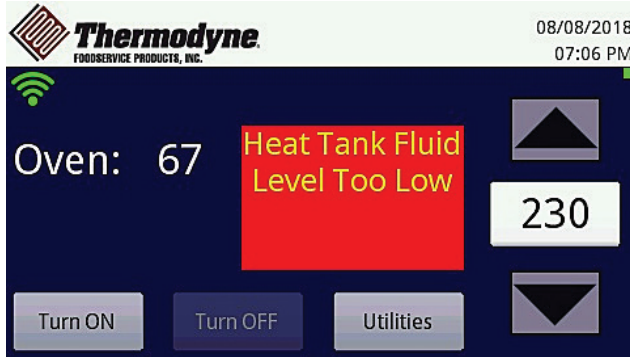 Thermodyne
FOODSERVICE PRODUCTS, INC.
08/08/2018
07:06 PM
Oven: 67
Heat Tank Fluid
Level Too Low
230
Turn ON
Turn OFF
Utilities